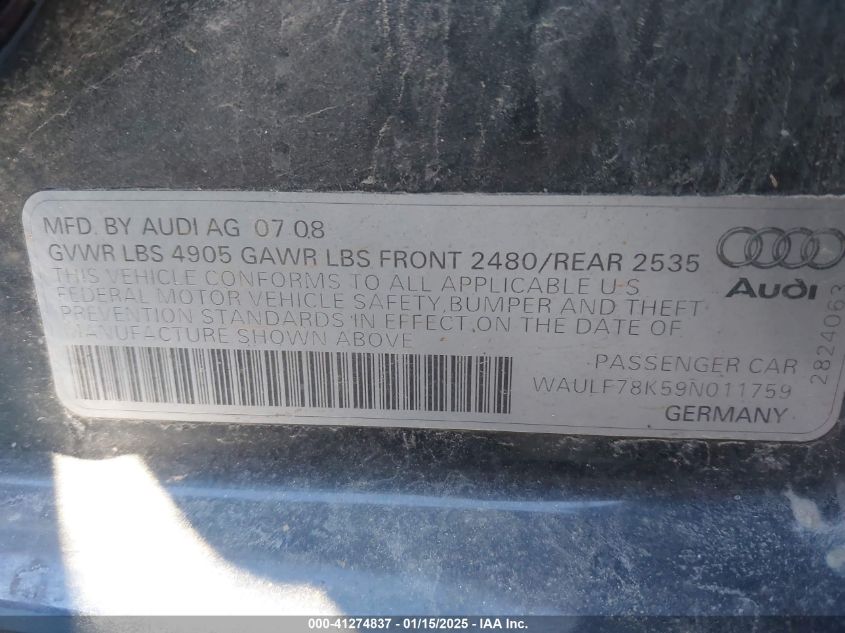 MFD. BY AUDI AG 07.08
GVWR LBS 4905 GAWR LBS FRONT 2480/REAR 2535
THIS VEHICLE CONFORMS TO ALL APPLICABLE U S
FEDERAL MOTOR VEHICLE SAFETY, BUMPER AND THEFT
PREVENTION STANDARDS IN EFFECT ON THE DATE OF
MANUFACTURE SHOWN ABOVE
Audi
2824063
PASSENGER CAR
WAULF78K59N011759
GERMANY
000-41274837 - 01/15/2025 - IAAI.com